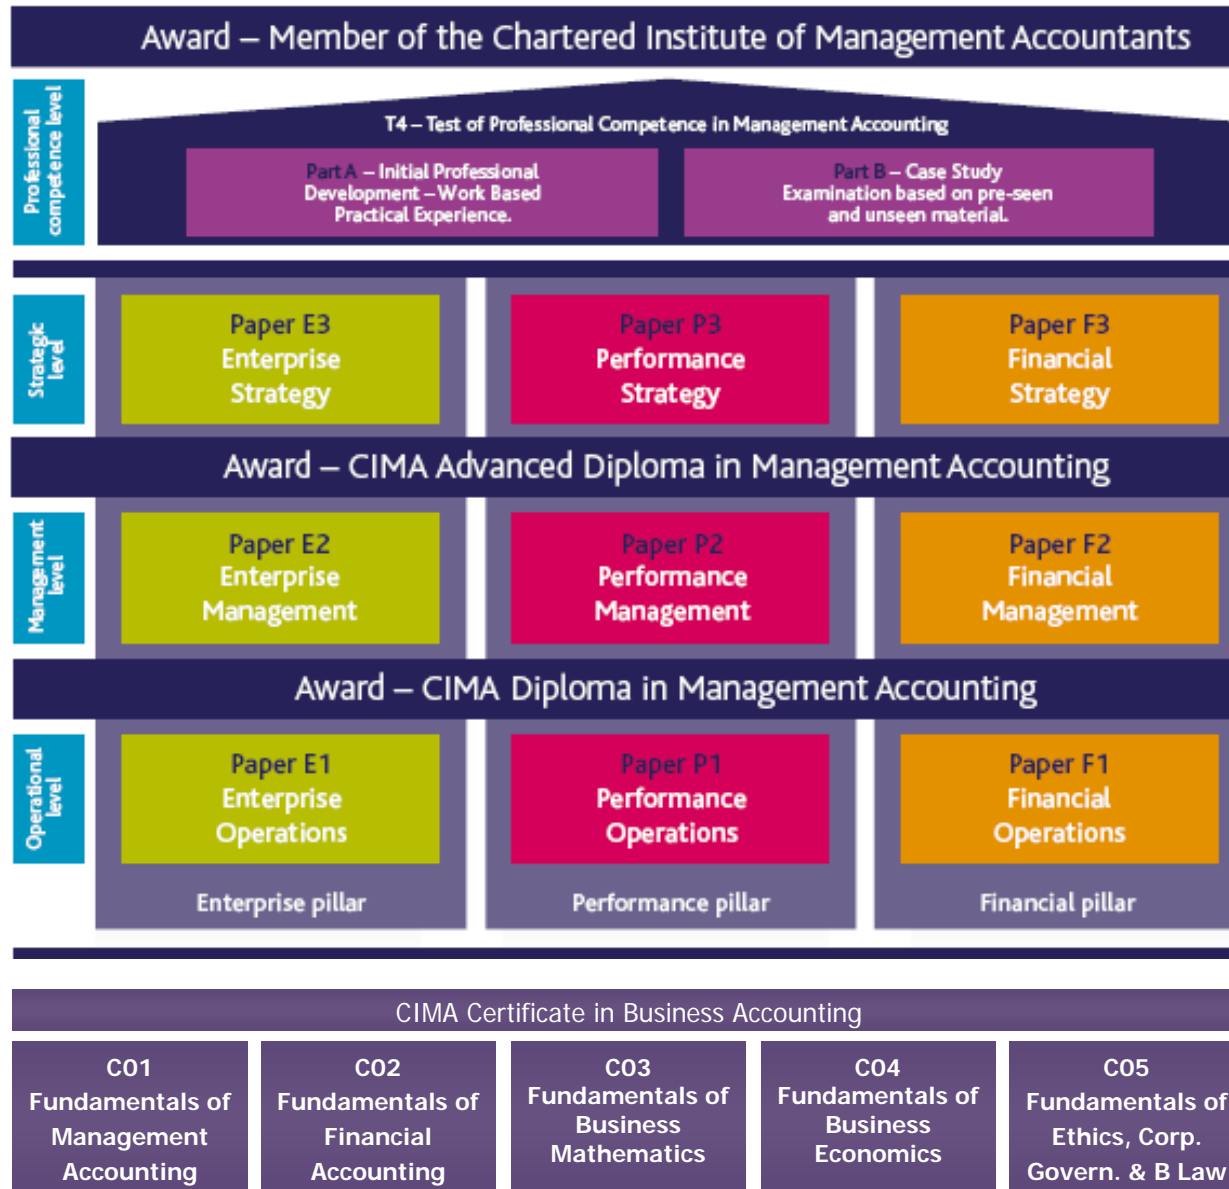 Award – Member of the Chartered Institute of Management Accountants
Professional
competence level
T4 – Test of Professional Competence in Management Accounting
Part A – Initial Professional
Development – Work Based
Practical Experience.
Part B – Case Study
Examination based on pre-seen
and unseen material.
Strategic
level
Paper E3
Enterprise
Strategy
Paper P3
Performance
Strategy
Paper F3
Financial
Strategy
Award – CIMA Advanced Diploma in Management Accounting
Management
level
Paper E2
Enterprise
Management
Paper P2
Performance
Management
Paper F2
Financial
Management
Award – CIMA Diploma in Management Accounting
Operational
level
Paper E1
Enterprise
Operations
Paper P1
Performance
Operations
Paper F1
Financial
Operations
Enterprise pillar
Performance pillar
Financial pillar
CIMA Certificate in Business Accounting
C01
Fundamentals of
Management
Accounting
C02
Fundamentals of
Financial
Accounting
C03
Fundamentals of
Business
Mathematics
C04
Fundamentals of
Business
Economics
C05
Fundamentals of
Ethics, Corp.
Govern. & B Law